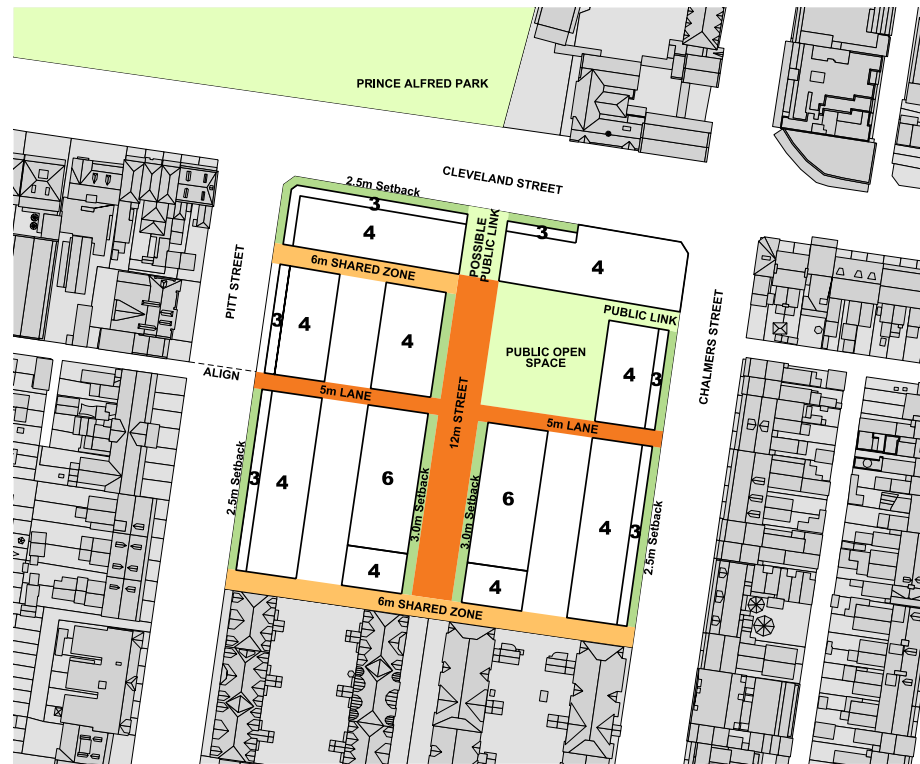 PRINCE ALFRED PARK
CLEVELAND STREET
2.5m Setback
3
4
POSSIBLE
PUBLIC LINK
3
4
6m SHARED ZONE
PITT STREET
3
4
4
12m STREET
PUBLIC OPEN
SPACE
PUBLIC LINK
4
3
CHALMERS STREET
ALIGN
5m LANE
5m LANE
2.5m Setback
3
4
6
4
3.0m Setback
3.0m Setback
6
4
4
3
2.5m Setback
6m SHARED ZONE